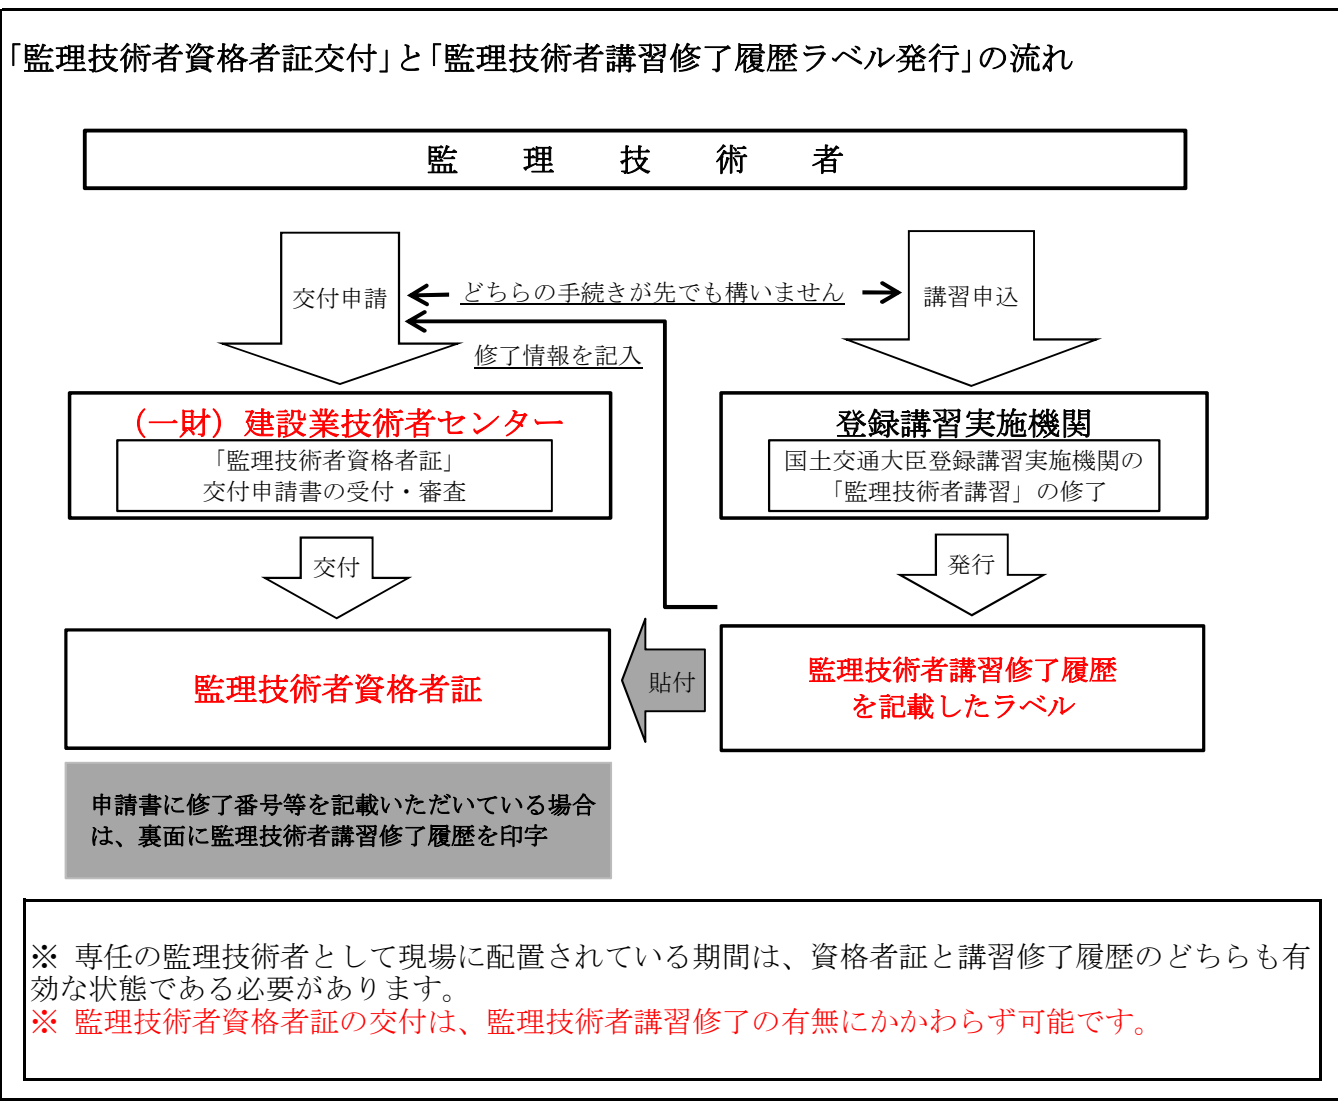 「監理技術者資格者証交付」と「監理技術者講習修了履歴ラベル発行」の流れ
監理技術者
交付申請
どちらの手続きが先でも構いません
講習申込
修了情報を記入
（一財）建設業技術者センター
「監理技術者資格者証」
交付申請書の受付・審査
登録講習実施機関
国土交通大臣登録講習実施機関の
「監理技術者講習」の修了
交付
発行
監理技術者資格者証
貼付
監理技術者講習修了履歴
を記載したラベル
申請書に修了番号等を記載いただいている場合
は、裏面に監理技術者講習修了履歴を印字
※ 専任の監理技術者として現場に配置されている期間は、資格者証と講習修了履歴のどちらも有
効な状態である必要があります。
※ 監理技術者資格者証の交付は、監理技術者講習修了の有無にかかわらず可能です。